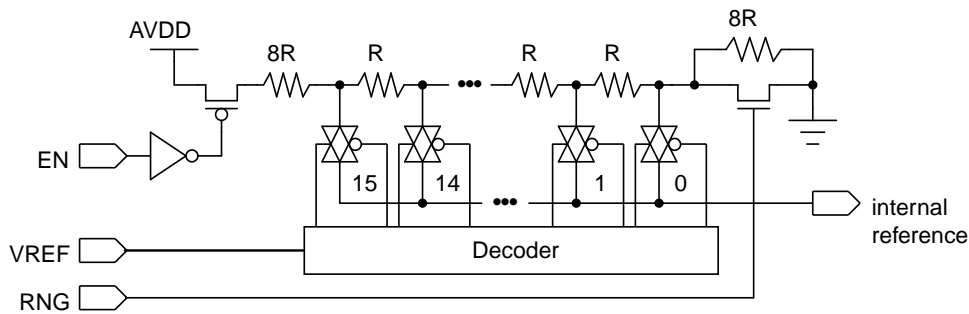 AVDD
8R
R
•••
R
R
8R
EN
15
14
1
0
•••
internal
reference
VREF
Decoder
RNG